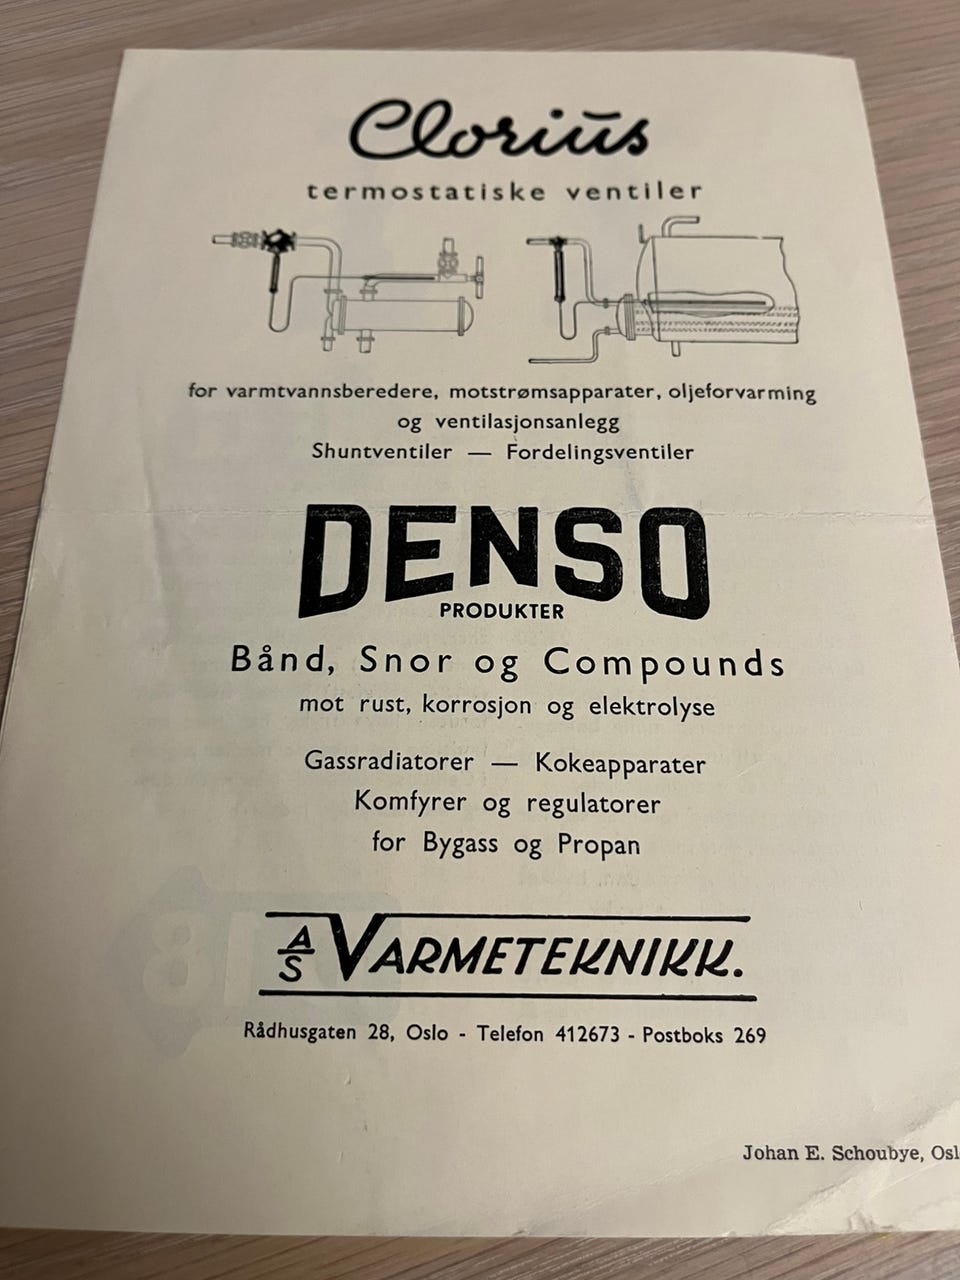 Clorius
termostatiske ventiler
for varmtvannsberedere, motstrømsapparater, oljeforvarming
og ventilasjonsanlegg
Shuntventiler — Fordelingsventiler
DENSO
PRODUKTER
Bånd, Snor og Compounds
mot rust, korrosjon og elektrolyse
Gassradiatorer — Kokeapparater
Komfyrer og regulatorer
for Bygass og Propan
A/S VARMETEKNIKK.
Rådhusgaten 28, Oslo - Telefon 412673 - Postboks 269
Johan E. Schoubye, Osl